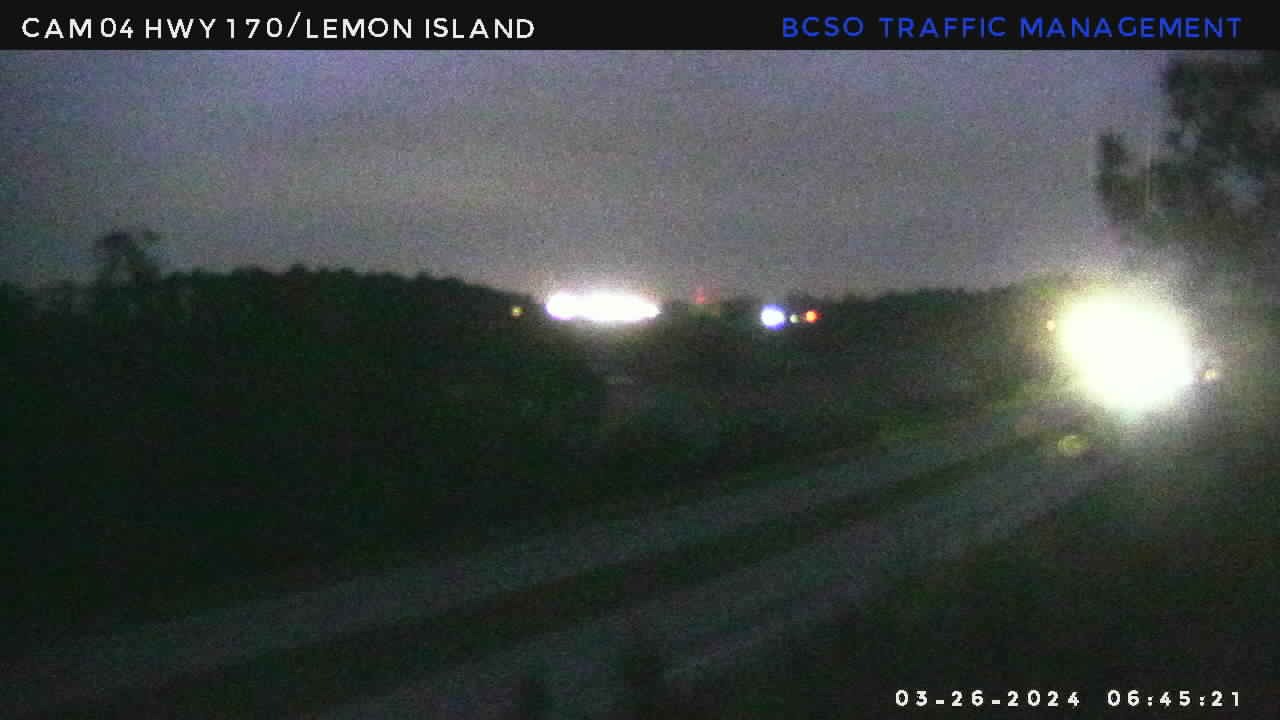 CAM04 HWY 170/LEMON ISLAND
BCSO TRAFFIC MANAGEMENT
03-26-2024 06:45:21